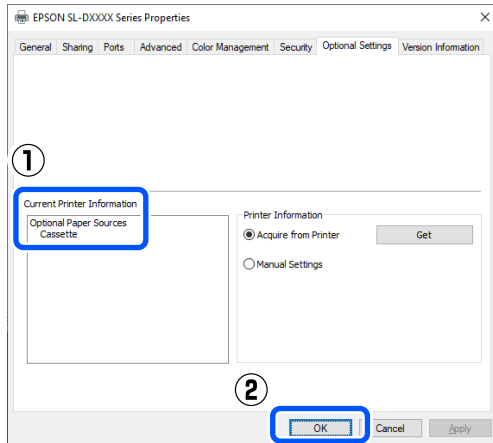 EPSON SL-DXXXX Series Properties
General Sharing Ports Advanced Color Management Security Optional Settings Version Information
1
Current Printer Information
Optional Paper Sources
Cassette
Printer Information
Acquire from Printer Get
Manual Settings
2
OK Cancel Apply